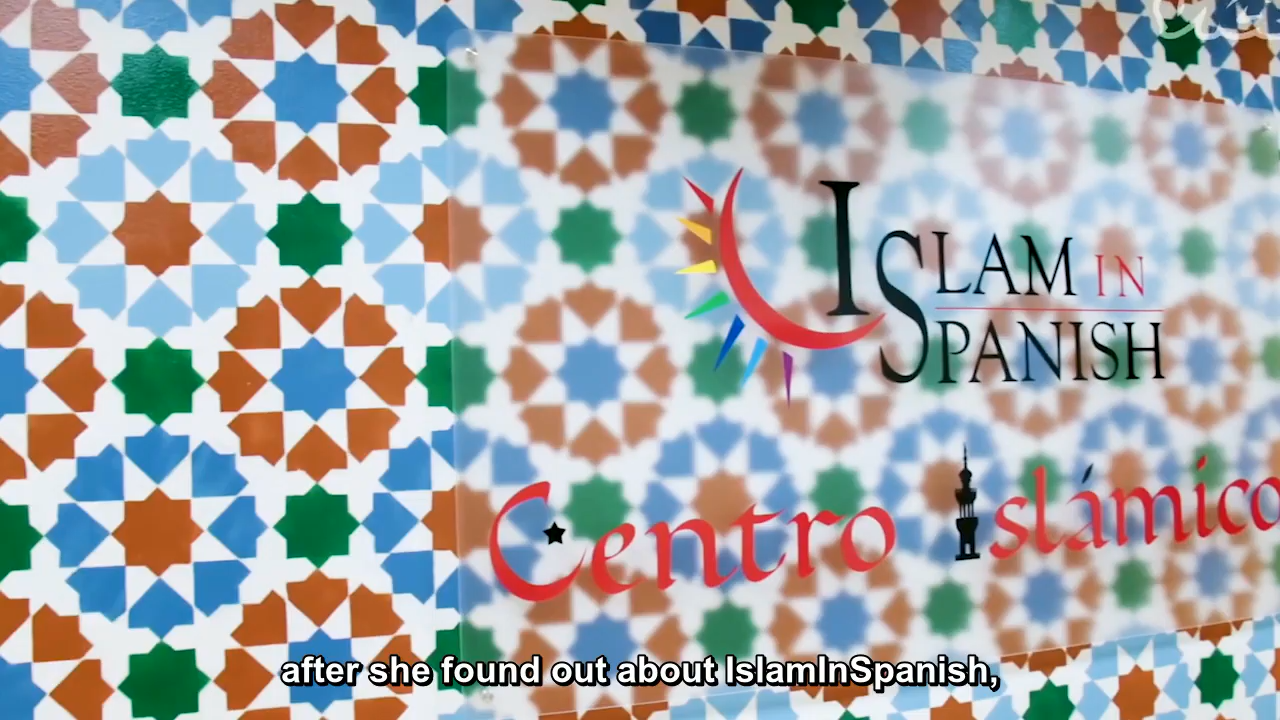 ISLAM IN
SPANISH
Centro Islámico
after she found out about IslamInSpanish,